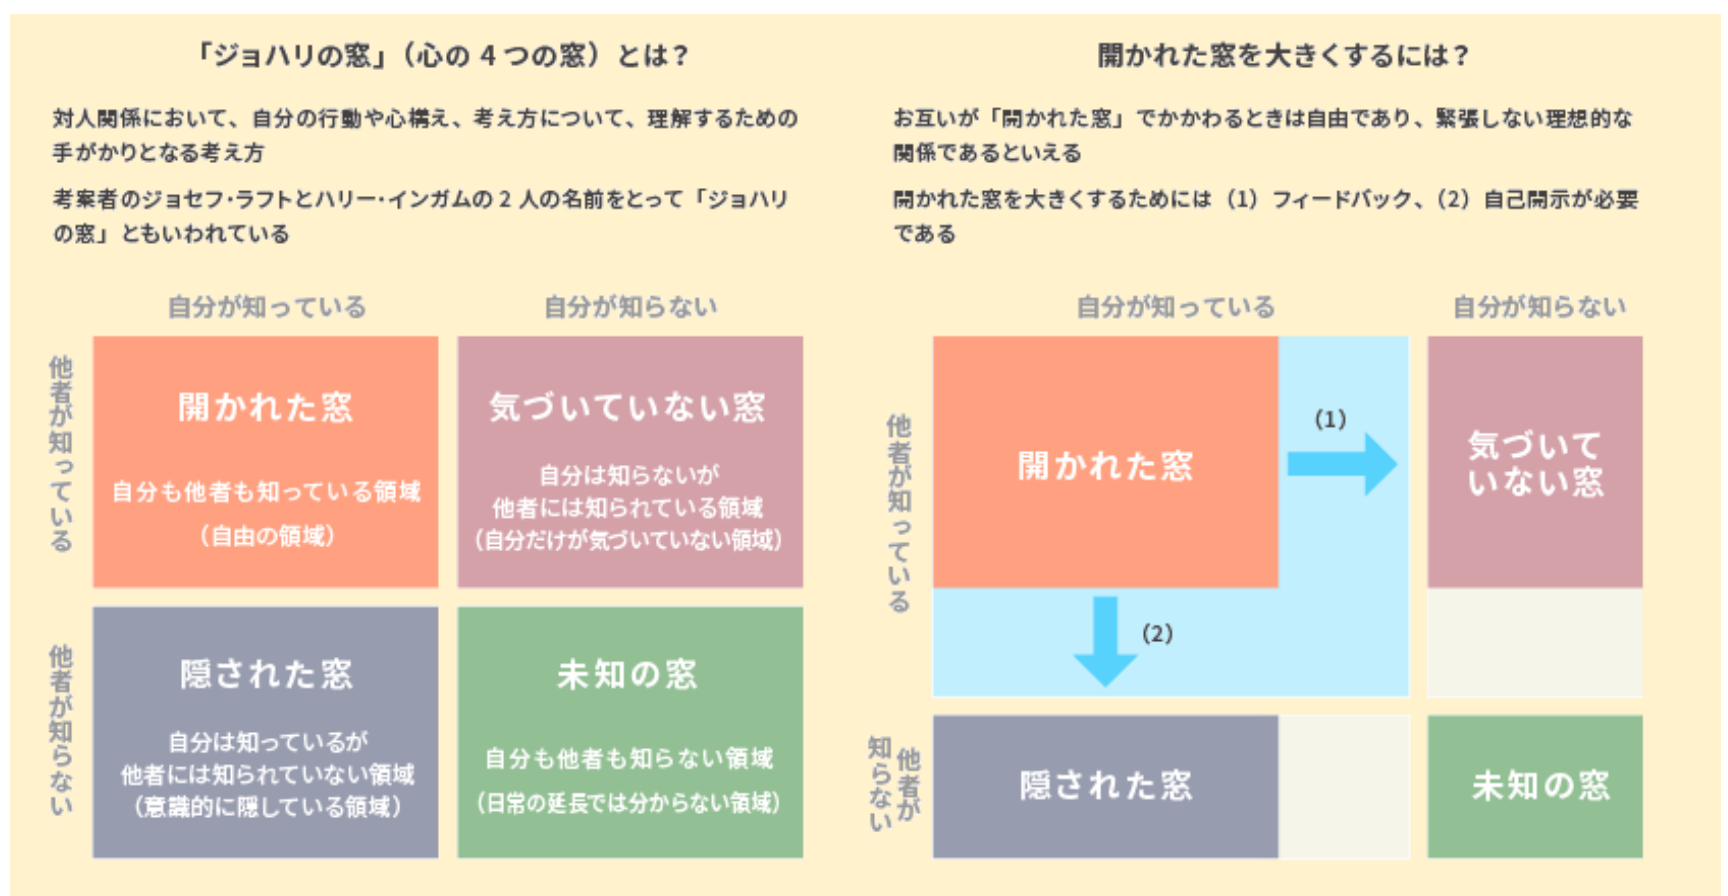 「ジョハリの窓」（心の 4 つの窓）とは？
対人関係において、自分の行動や心構え、考え方について、理解するための
手がかりとなる考え方
考案者のジョセフ・ラフトとハリー・インガムの 2 人の名前をとって「ジョハリ
の窓」ともいわれている
自分が知っている
自分が知らない
他者が知っている
開かれた窓
自分も他者も知っている領域
（自由の領域）
気づいていない窓
自分は知らないが
他者には知られている領域
（自分だけが気づいていない領域）
他者が知らない
隠された窓
自分は知っているが
他者には知られていない領域
（意識的に隠している領域）
未知の窓
自分も他者も知らない領域
（日常の延長では分からない領域）
開かれた窓を大きくするには？
お互いが「開かれた窓」でかかわるときは自由であり、緊張しない理想的な
関係であるといえる
開かれた窓を大きくするためには（1）フィードバック、（2）自己開示が必要
である
自分が知っている
自分が知らない
他者が知っている
開かれた窓
（1）
気づいて
いない窓
（2）
他者が
知らない
隠された窓
未知の窓